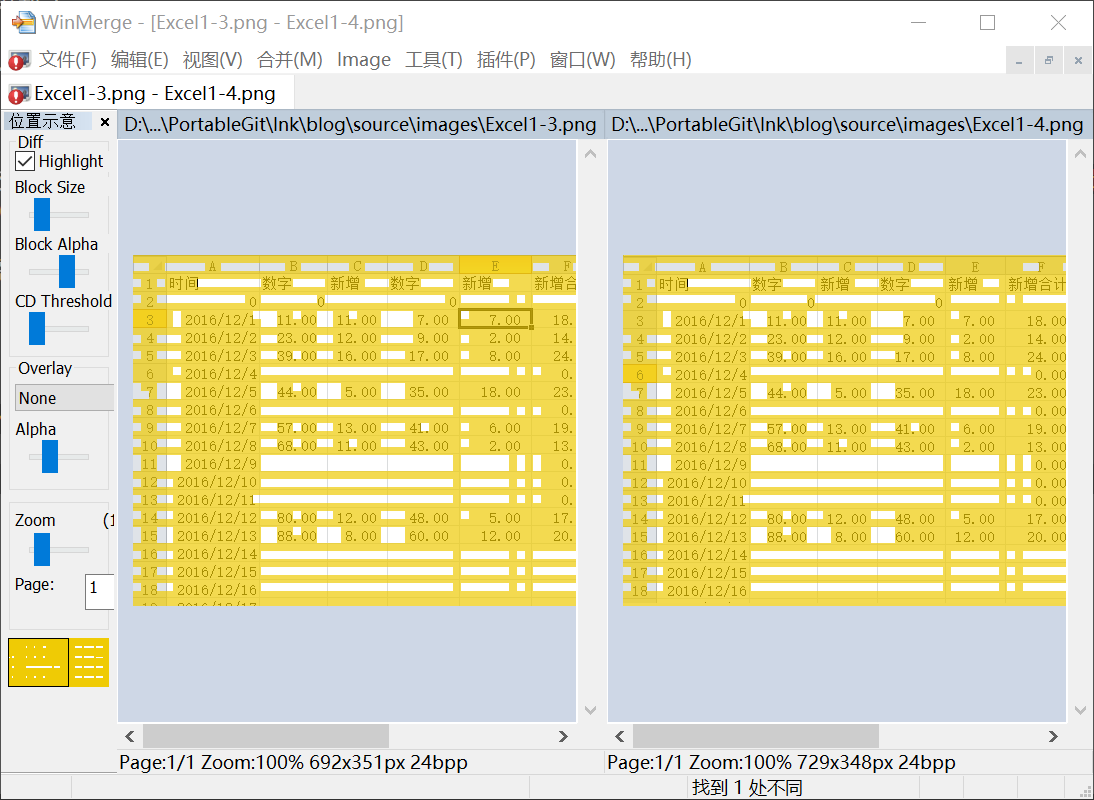 WinMerge - [Excel1-3.png - Excel1-4.png]
文件(F) 编辑(E) 视图(V) 合并(M) Image 工具(T) 插件(P) 窗口(W) 帮助(H)
Excel1-3.png - Excel1-4.png
位置示意
D:\...\PortableGit\lnk\blog\source\images\Excel1-3.png
D:\...\PortableGit\lnk\blog\source\images\Excel1-4.png
Diff
Highlight
Block Size
Block Alpha
CD Threshold
Overlay
None
Alpha
Zoom (1
Page: 1
A B C D E F
1 时间 数字 新增 数字 新增 新增合
2 0 0 0
3 2016/12/1 11.00 11.00 7.00 7.00 18.
4 2016/12/2 23.00 12.00 9.00 2.00 14.
5 2016/12/3 39.00 16.00 17.00 8.00 24.
6 2016/12/4 0.
7 2016/12/5 44.00 5.00 35.00 18.00 23.
8 2016/12/6 0.
9 2016/12/7 57.00 13.00 41.00 6.00 19.
10 2016/12/8 68.00 11.00 43.00 2.00 13.
11 2016/12/9 0.
12 2016/12/10 0.
13 2016/12/11 0.
14 2016/12/12 80.00 12.00 48.00 5.00 17.
15 2016/12/13 88.00 8.00 60.00 12.00 20.
16 2016/12/14
17 2016/12/15
18 2016/12/16
A B C D E F
1 时间 数字 新增 数字 新增 新增合计
2 0 0 0
3 2016/12/1 11.00 11.00 7.00 7.00 18.00
4 2016/12/2 23.00 12.00 9.00 2.00 14.00
5 2016/12/3 39.00 16.00 17.00 8.00 24.00
6 2016/12/4 0.00
7 2016/12/5 44.00 5.00 35.00 18.00 23.00
8 2016/12/6 0.00
9 2016/12/7 57.00 13.00 41.00 6.00 19.00
10 2016/12/8 68.00 11.00 43.00 2.00 13.00
11 2016/12/9 0.00
12 2016/12/10 0.00
13 2016/12/11 0.00
14 2016/12/12 80.00 12.00 48.00 5.00 17.00
15 2016/12/13 88.00 8.00 60.00 12.00 20.00
16 2016/12/14
17 2016/12/15
18 2016/12/16
Page:1/1 Zoom:100% 692x351px 24bpp
Page:1/1 Zoom:100% 729x348px 24bpp
找到 1 处不同